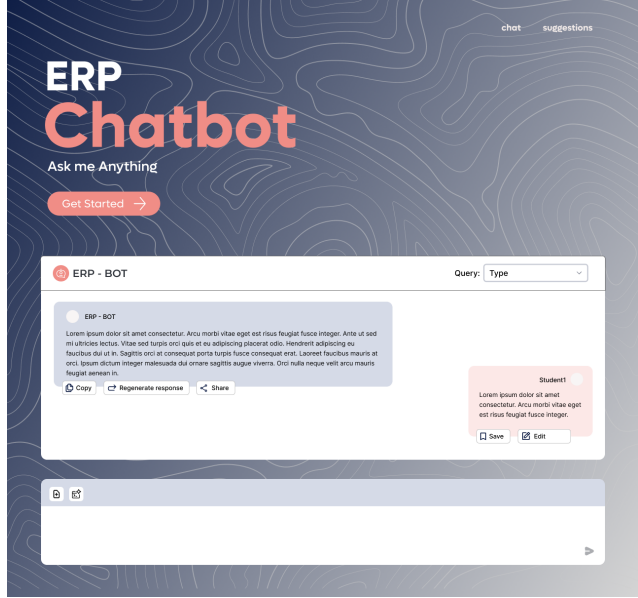 chat suggestions
ERP
Chatbot
Ask me Anything
Get Started
ERP - BOT
Query: Type
ERP - BOT
Lorem ipsum dolor sit amet consectetur. Arcu morbi vitae eget est risus feugiat fusce integer. Ante ut sed
mi ultricies lectus. Vitae sed turpis orci quis et eu adipiscing placerat odio. Hendrerit adipiscing eu
faucibus dui ut in. Sagittis orci at consequat porta turpis fusce consequat erat. Laoreet faucibus mauris at
orci. Ipsum dictum integer malesuada dui ornare sagittis augue viverra. Orci nulla neque velit arcu mauris
feugiat aenean in.
Copy Regenerate response Share
Student1
Lorem ipsum dolor sit amet
consectetur. Arcu morbi vitae eget
est risus feugiat fusce integer.
Save Edit